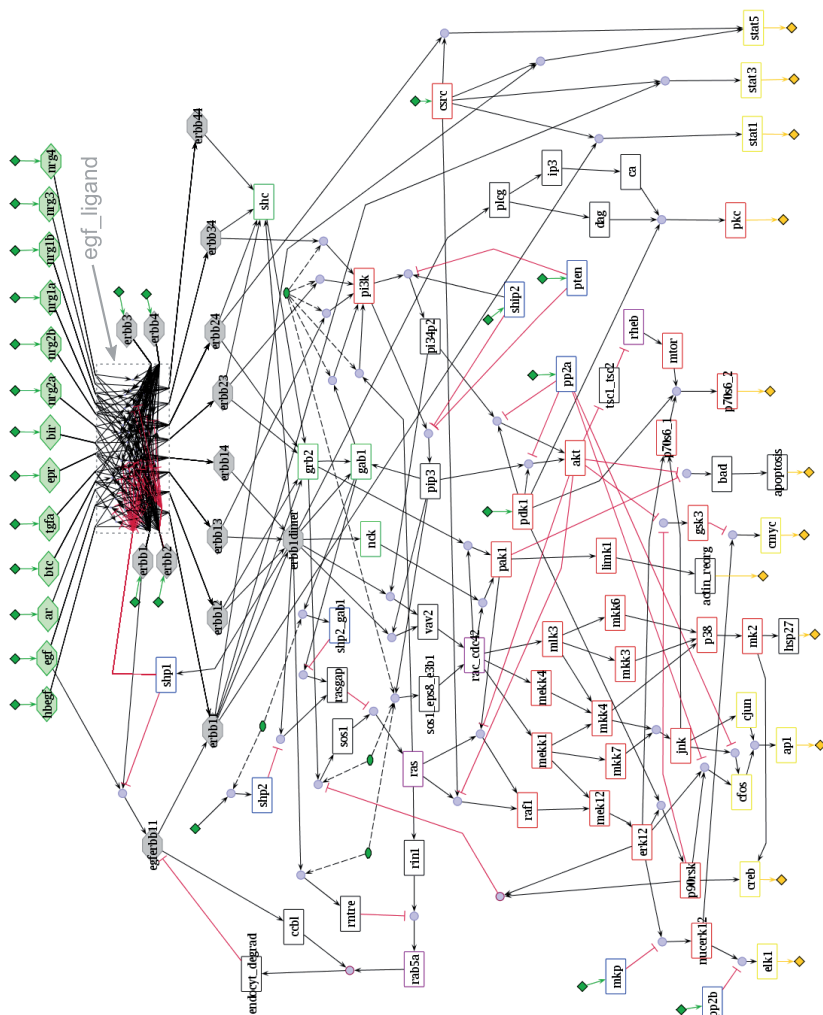 stat5
csrc
stat3
stat1
erbb44
nrg4
nrg3
nrg1b
nrg1a
nrg2b
nrg2a
bir
epr
tgfa
btc
ar
egf
hbegf
egf_ligand
erbb3
erbb4
erbb1
erbb2
erbb34
erbb24
erbb23
erbb14
erbb13
erbb12
erbb11
shc
plcg
ip3
ca
dag
pkc
pi3k
ship2
pten
pi34p2
rheb
mtor
tsc1_tsc2
pp2a
p70s6_2
p70s6_1
grb2
gab1
pip3
akt
pdk1
bad
apoptosis
erbb1dimer
nck
pak1
limk1
gsk3
cmyc
actin_reorg
shp2_gab1
vav2
rac_cdc42
mlk3
mkk6
mkk3
p38
mk2
hsp27
shp1
rasgap
sos1_eps8_e3b1
mekk4
mkk4
sos1
mekk1
mkk7
jnk
cjun
ap1
cfos
shp2
ras
raf1
mek12
erk12
egferbb11
rin1
p90rsk
creb
ccbl
rntre
endocyt_degrad
rab5a
nucerk12
mkp
elk1
pp2b